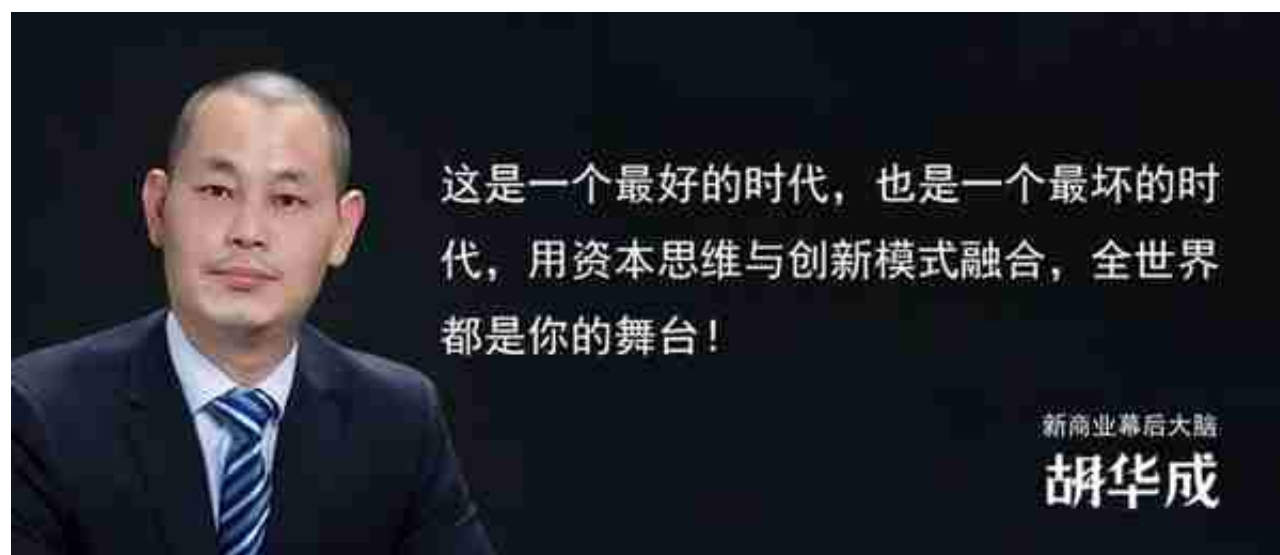 这是一个最好的时代，也是一个最坏的时
代，用资本思维与创新模式融合，全世界
都是你的舞台！
新商业幕后大脑
胡华成